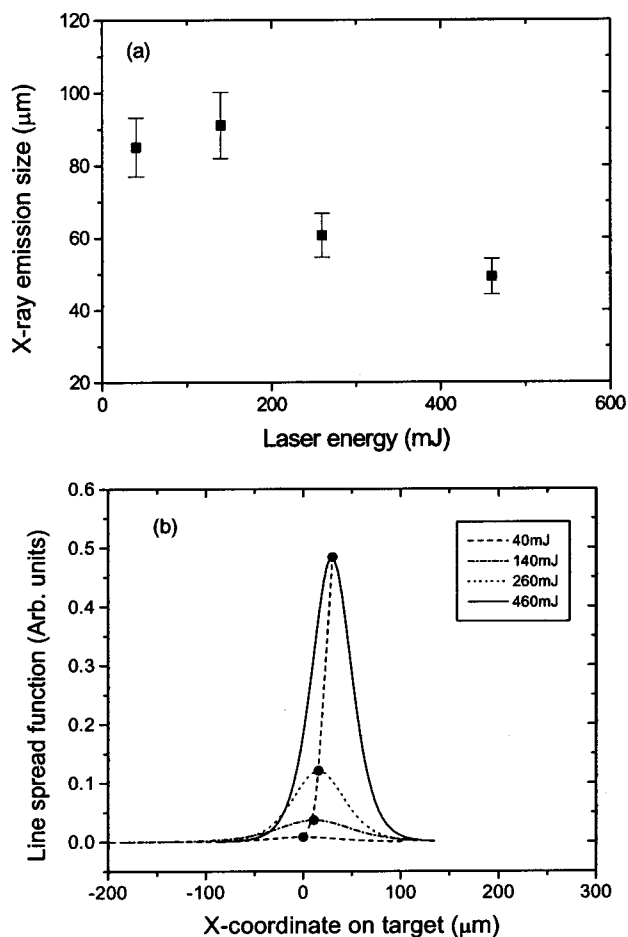 120
(a)
100
80
60
40
20
X-ray emission size (μm)
0
200
400
600
Laser energy (mJ)
0.6
(b)
0.5
0.4
0.3
0.2
0.1
0.0
Line spread function (Arb. units)
40mJ
140mJ
260mJ
460mJ
-200
-100
0
100
200
300
X-coordinate on target (μm)